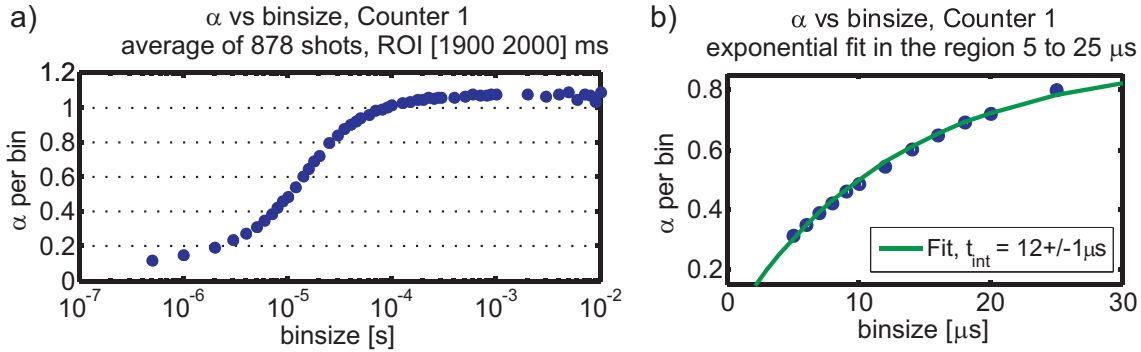 a)
α vs binsize, Counter 1
average of 878 shots, ROI [1900 2000] ms
1.2
1
0.8
0.6
0.4
0.2
0
α per bin
10^-7
10^-6
10^-5
10^-4
10^-3
10^-2
binsize [s]
b)
α vs binsize, Counter 1
exponential fit in the region 5 to 25 μs
0.8
0.6
0.4
0.2
α per bin
Fit, t_int = 12+/-1μs
0
10
20
30
binsize [μs]